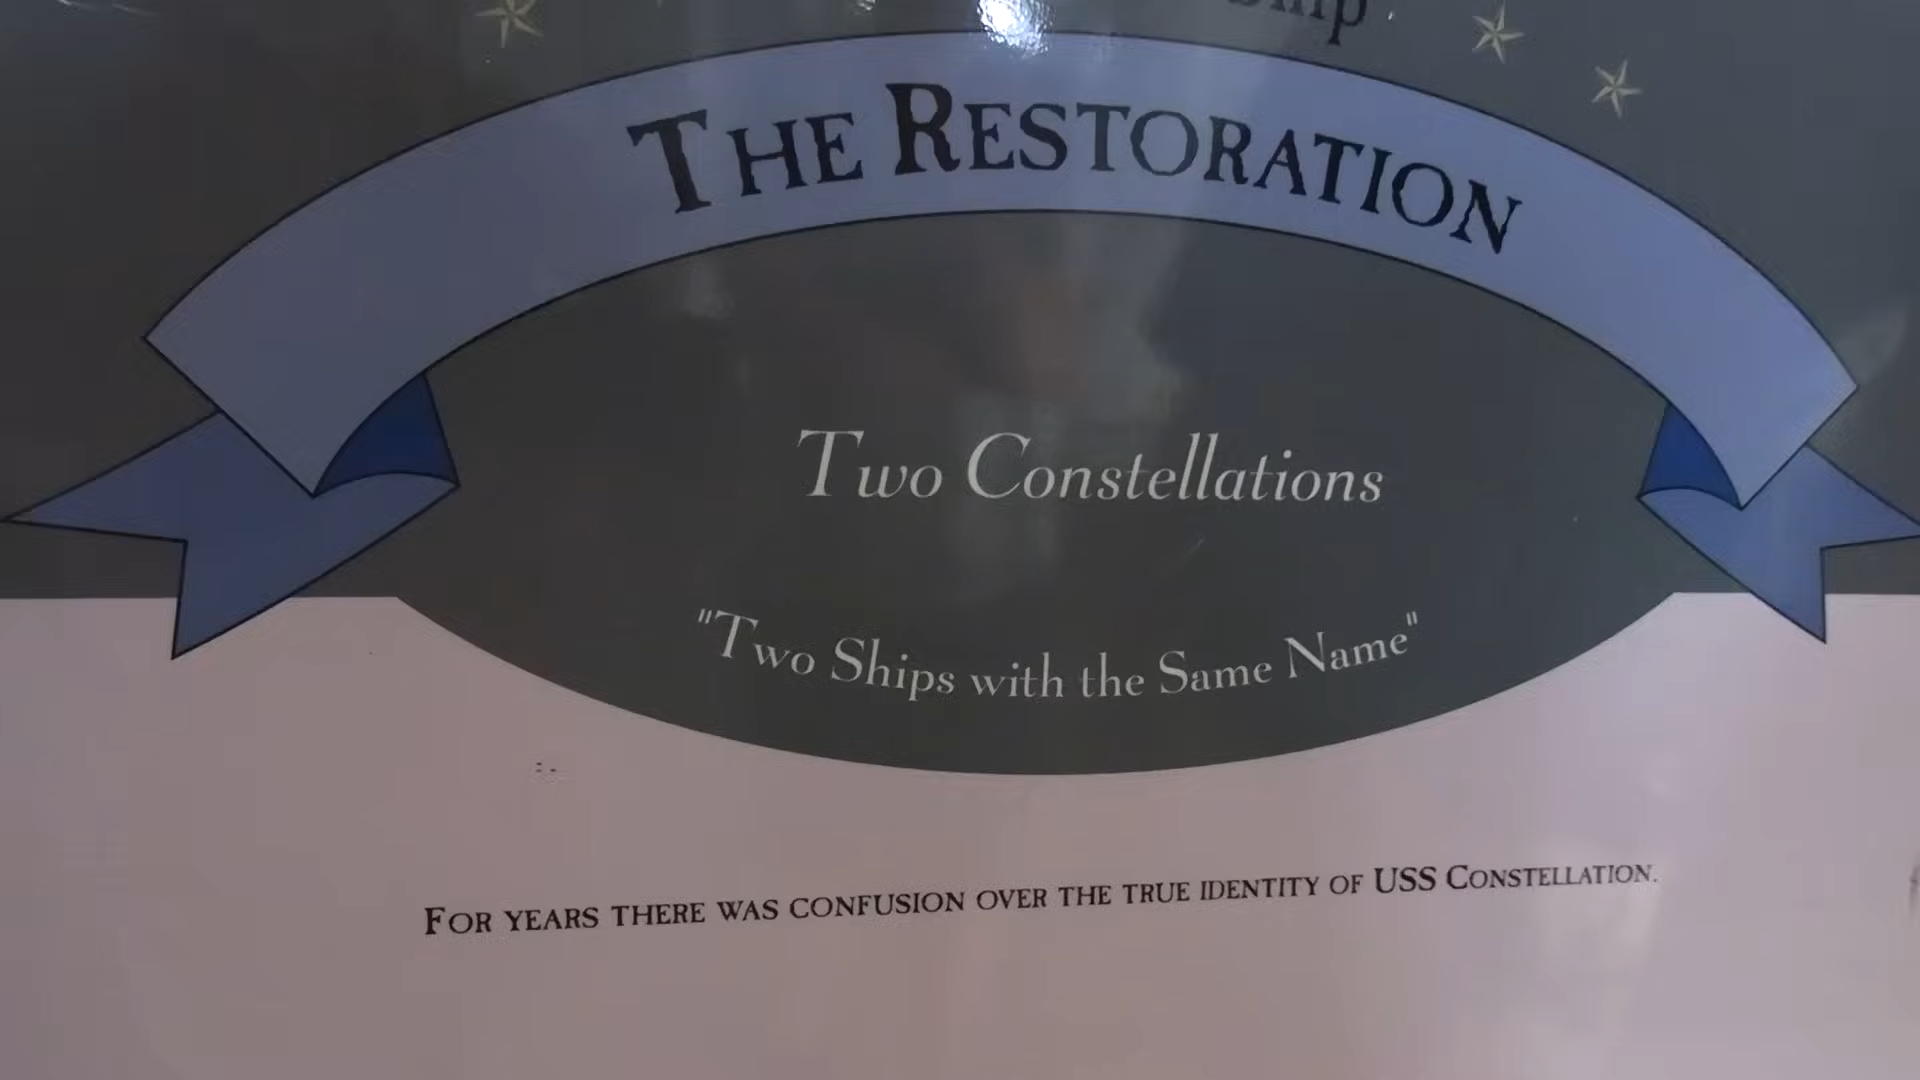 The Restoration
Two Constellations
"Two Ships with the Same Name"
For years there was confusion over the true identity of USS Constellation.